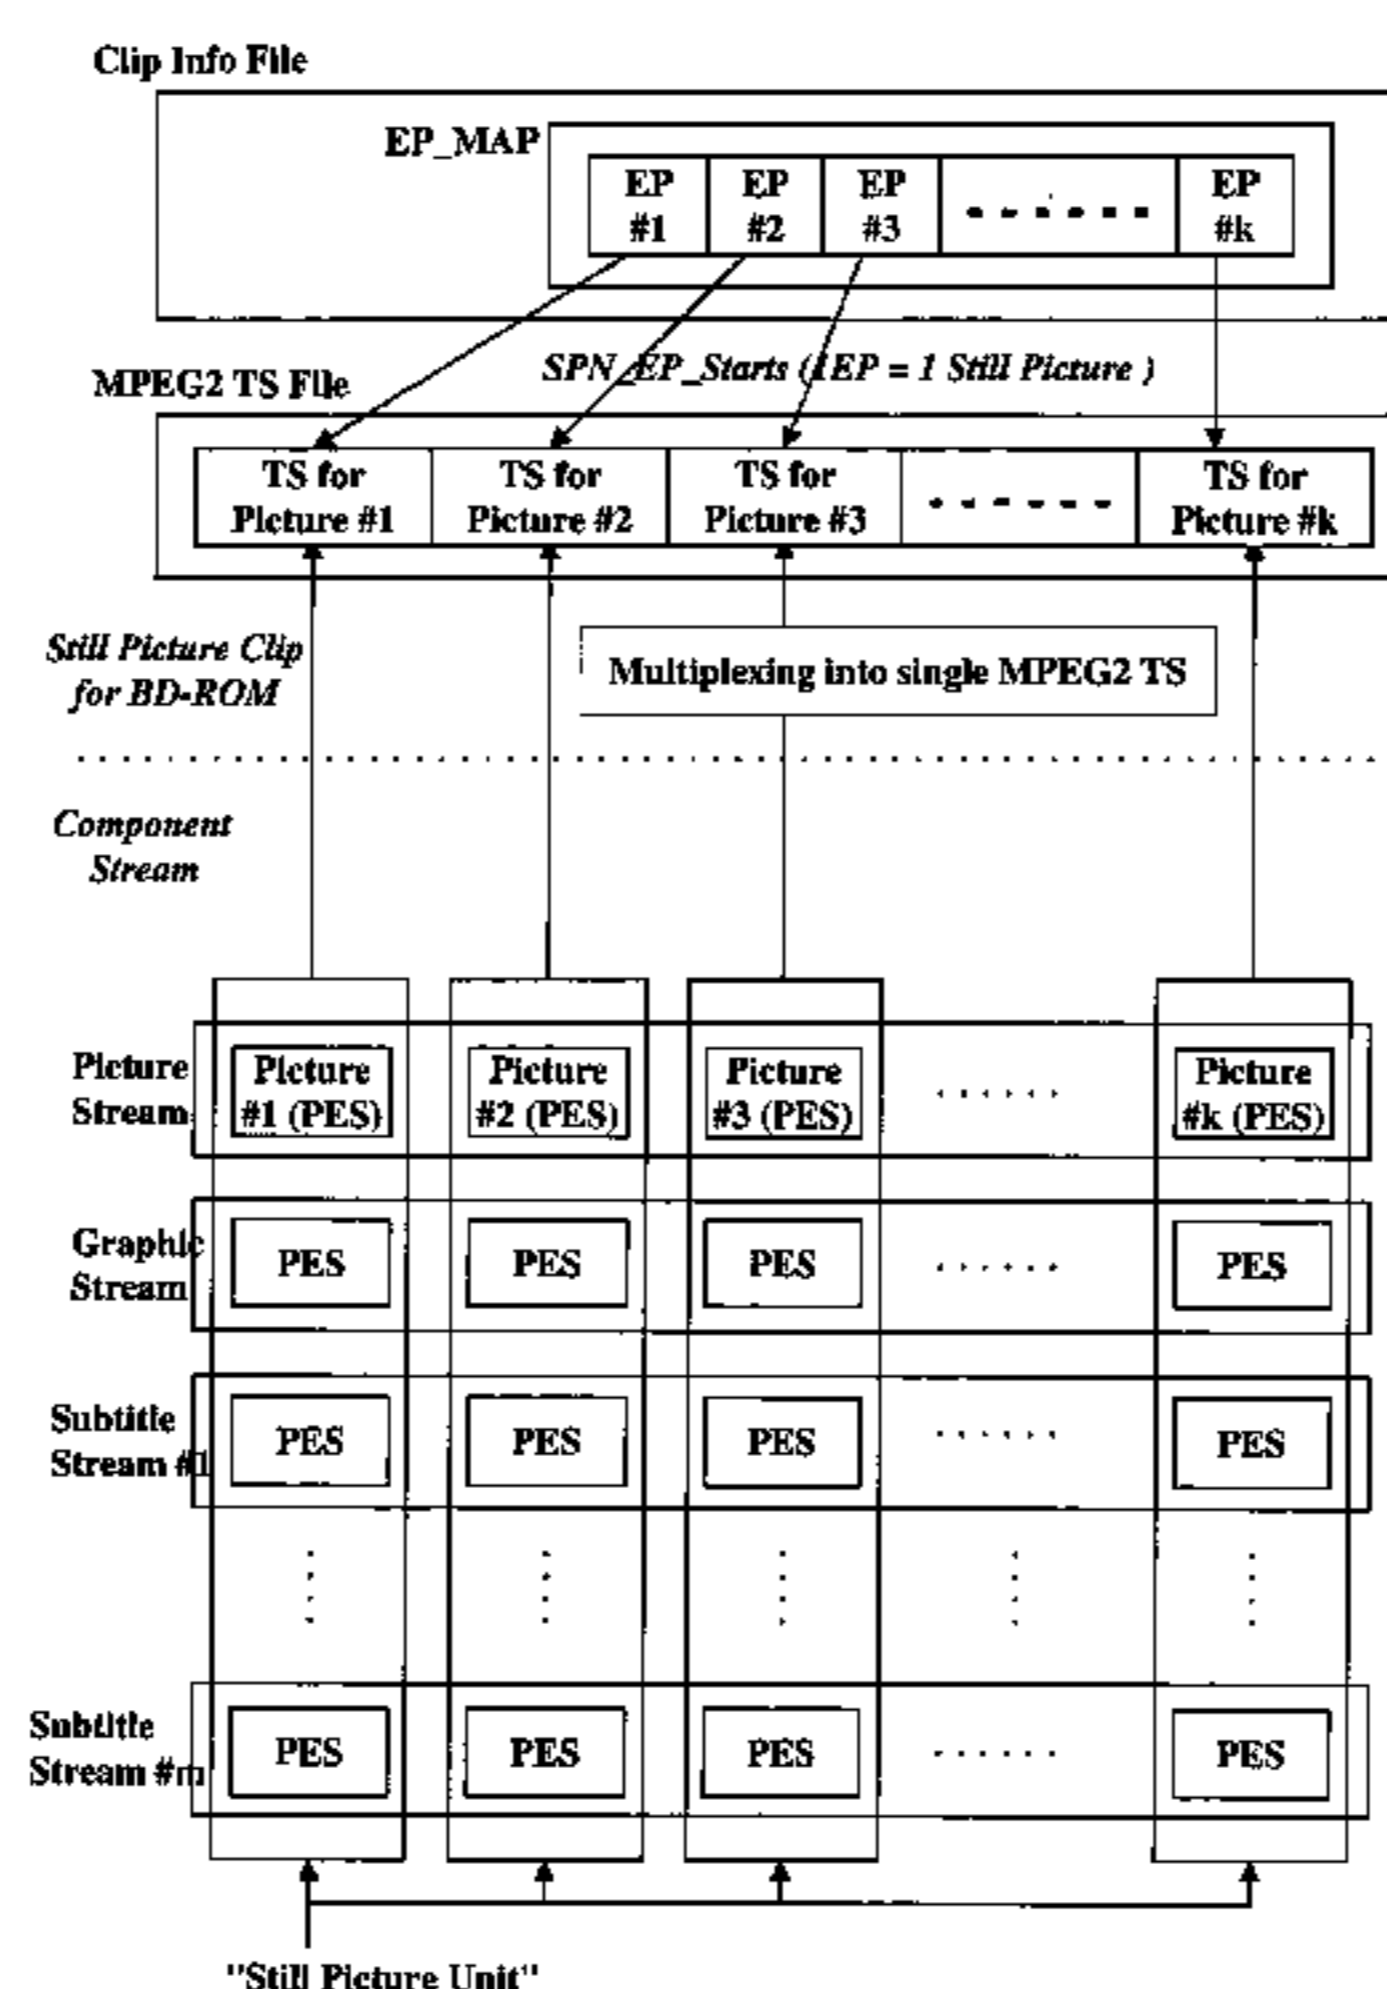 Clip Info File
EP_MAP
EP #1
EP #2
EP #3
EP #k
SPN_EP_Starts (1EP = 1 Still Picture )
MPEG2 TS File
TS for Picture #1
TS for Picture #2
TS for Picture #3
TS for Picture #k
Still Picture Clip
for BD-ROM
Multiplexing into single MPEG2 TS
Component
Stream
Picture
Stream
Picture #1 (PES)
Picture #2 (PES)
Picture #3 (PES)
Picture #k (PES)
Graphic
Stream
PES
PES
PES
PES
Subtitle
Stream #1
PES
PES
PES
PES
Subtitle
Stream #m
PES
PES
PES
PES
"Still Picture Unit"